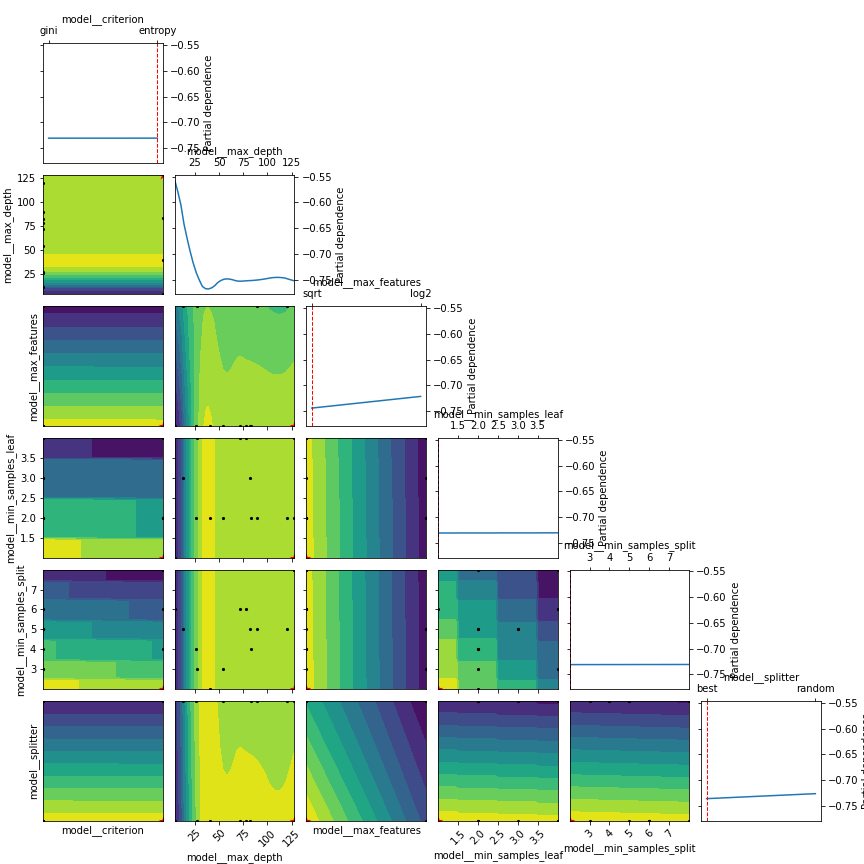 model__criterion
gini entropy
−0.55
−0.60
−0.65
−0.70
−0.75
Partial dependence
model__max_depth
25 50 75 100 125
125
100
75
50
25
model__max_depth
−0.55
−0.60
−0.65
−0.70
−0.75
Partial dependence
model__max_features
sqrt log2
model__max_features
−0.55
−0.60
−0.65
−0.70
−0.75
Partial dependence
model__min_samples_leaf
1.5 2.0 2.5 3.0 3.5
3.5
3.0
2.5
2.0
1.5
model__min_samples_leaf
−0.55
−0.60
−0.65
−0.70
−0.75
Partial dependence
model__min_samples_split
3 4 5 6 7
7
6
5
4
3
model__min_samples_split
−0.55
−0.60
−0.65
−0.70
−0.75
Partial dependence
model__splitter
best random
model__splitter
−0.55
−0.60
−0.65
−0.70
−0.75
Partial dependence
25 50 75 100 125
1.5 2.0 2.5 3.0 3.5
3 4 5 6 7
model__criterion
model__max_depth
model__max_features
model__min_samples_leaf
model__min_samples_split